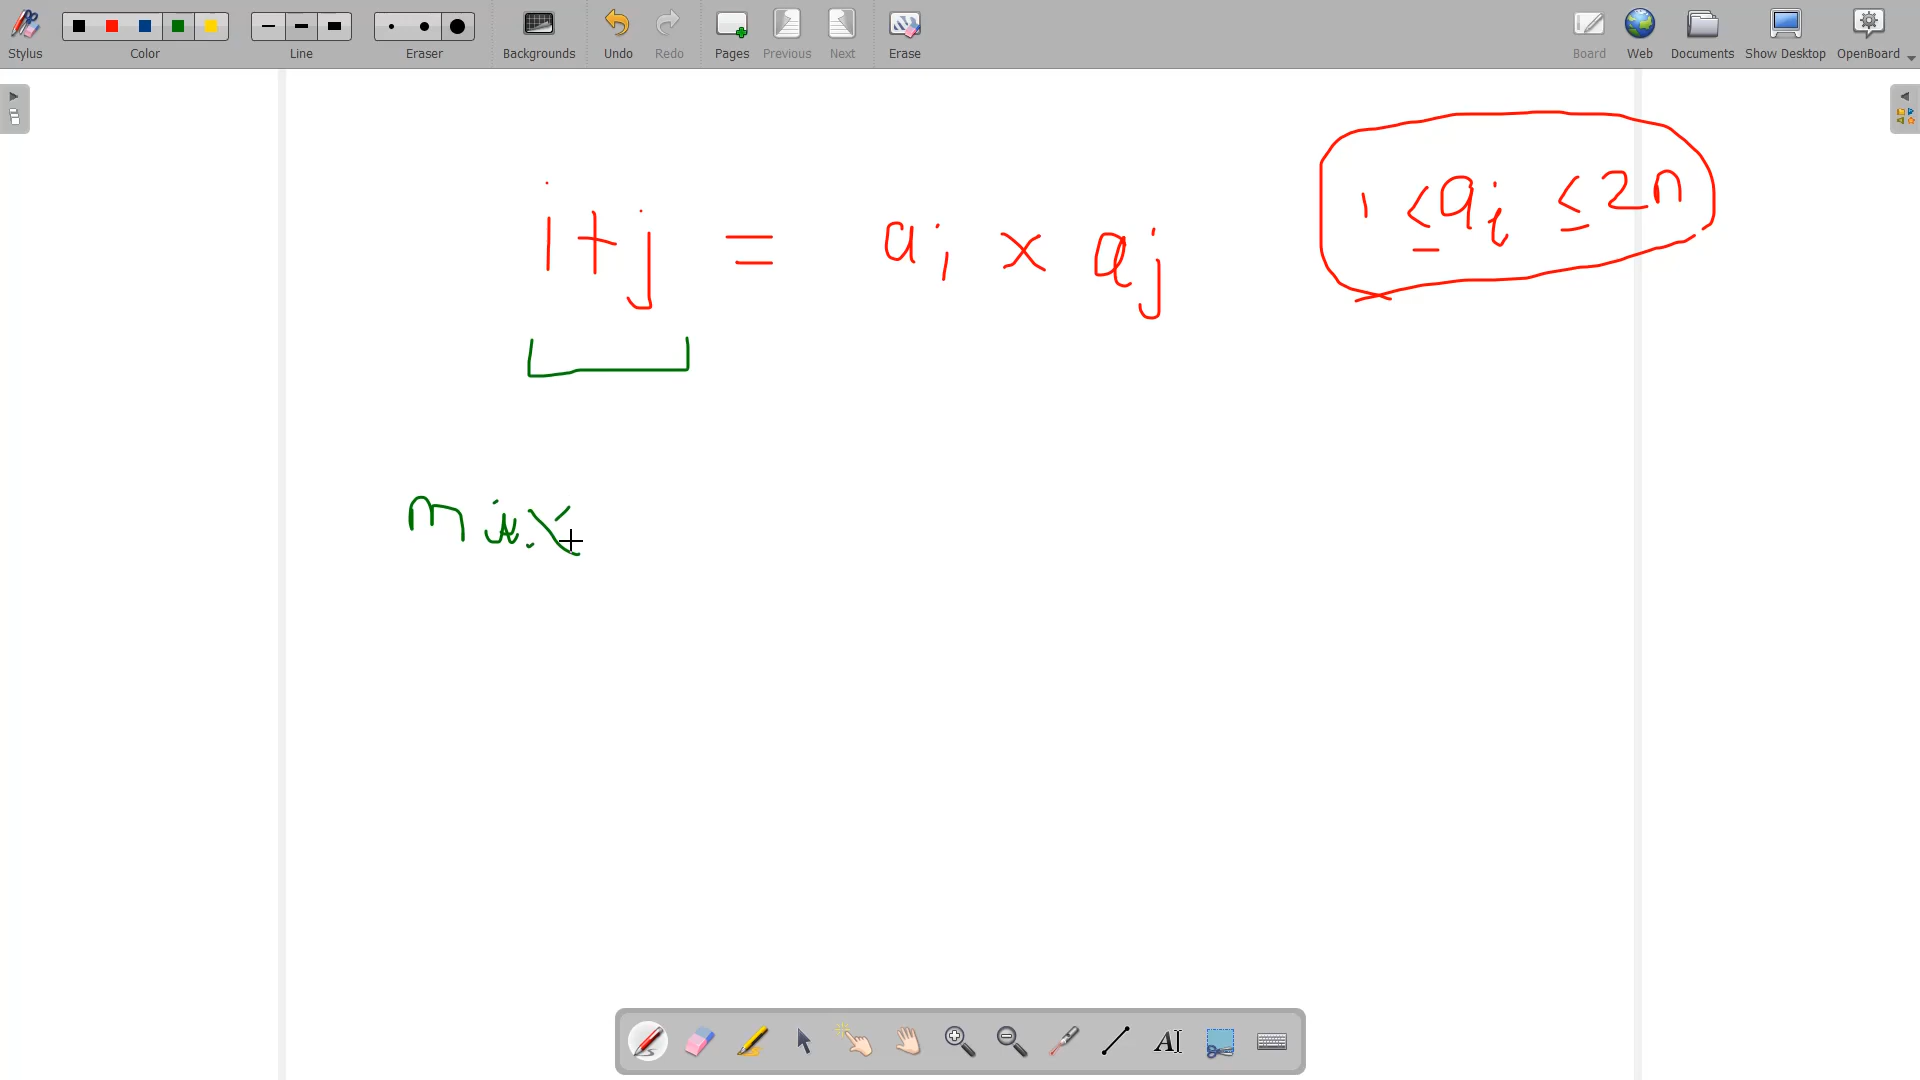 Stylus Color Line Eraser Backgrounds Undo Redo Pages Previous Next Erase Board Web Documents Show Desktop OpenBoard
1 ≤ ai ≤ 2n
i + j = ai × aj
AI